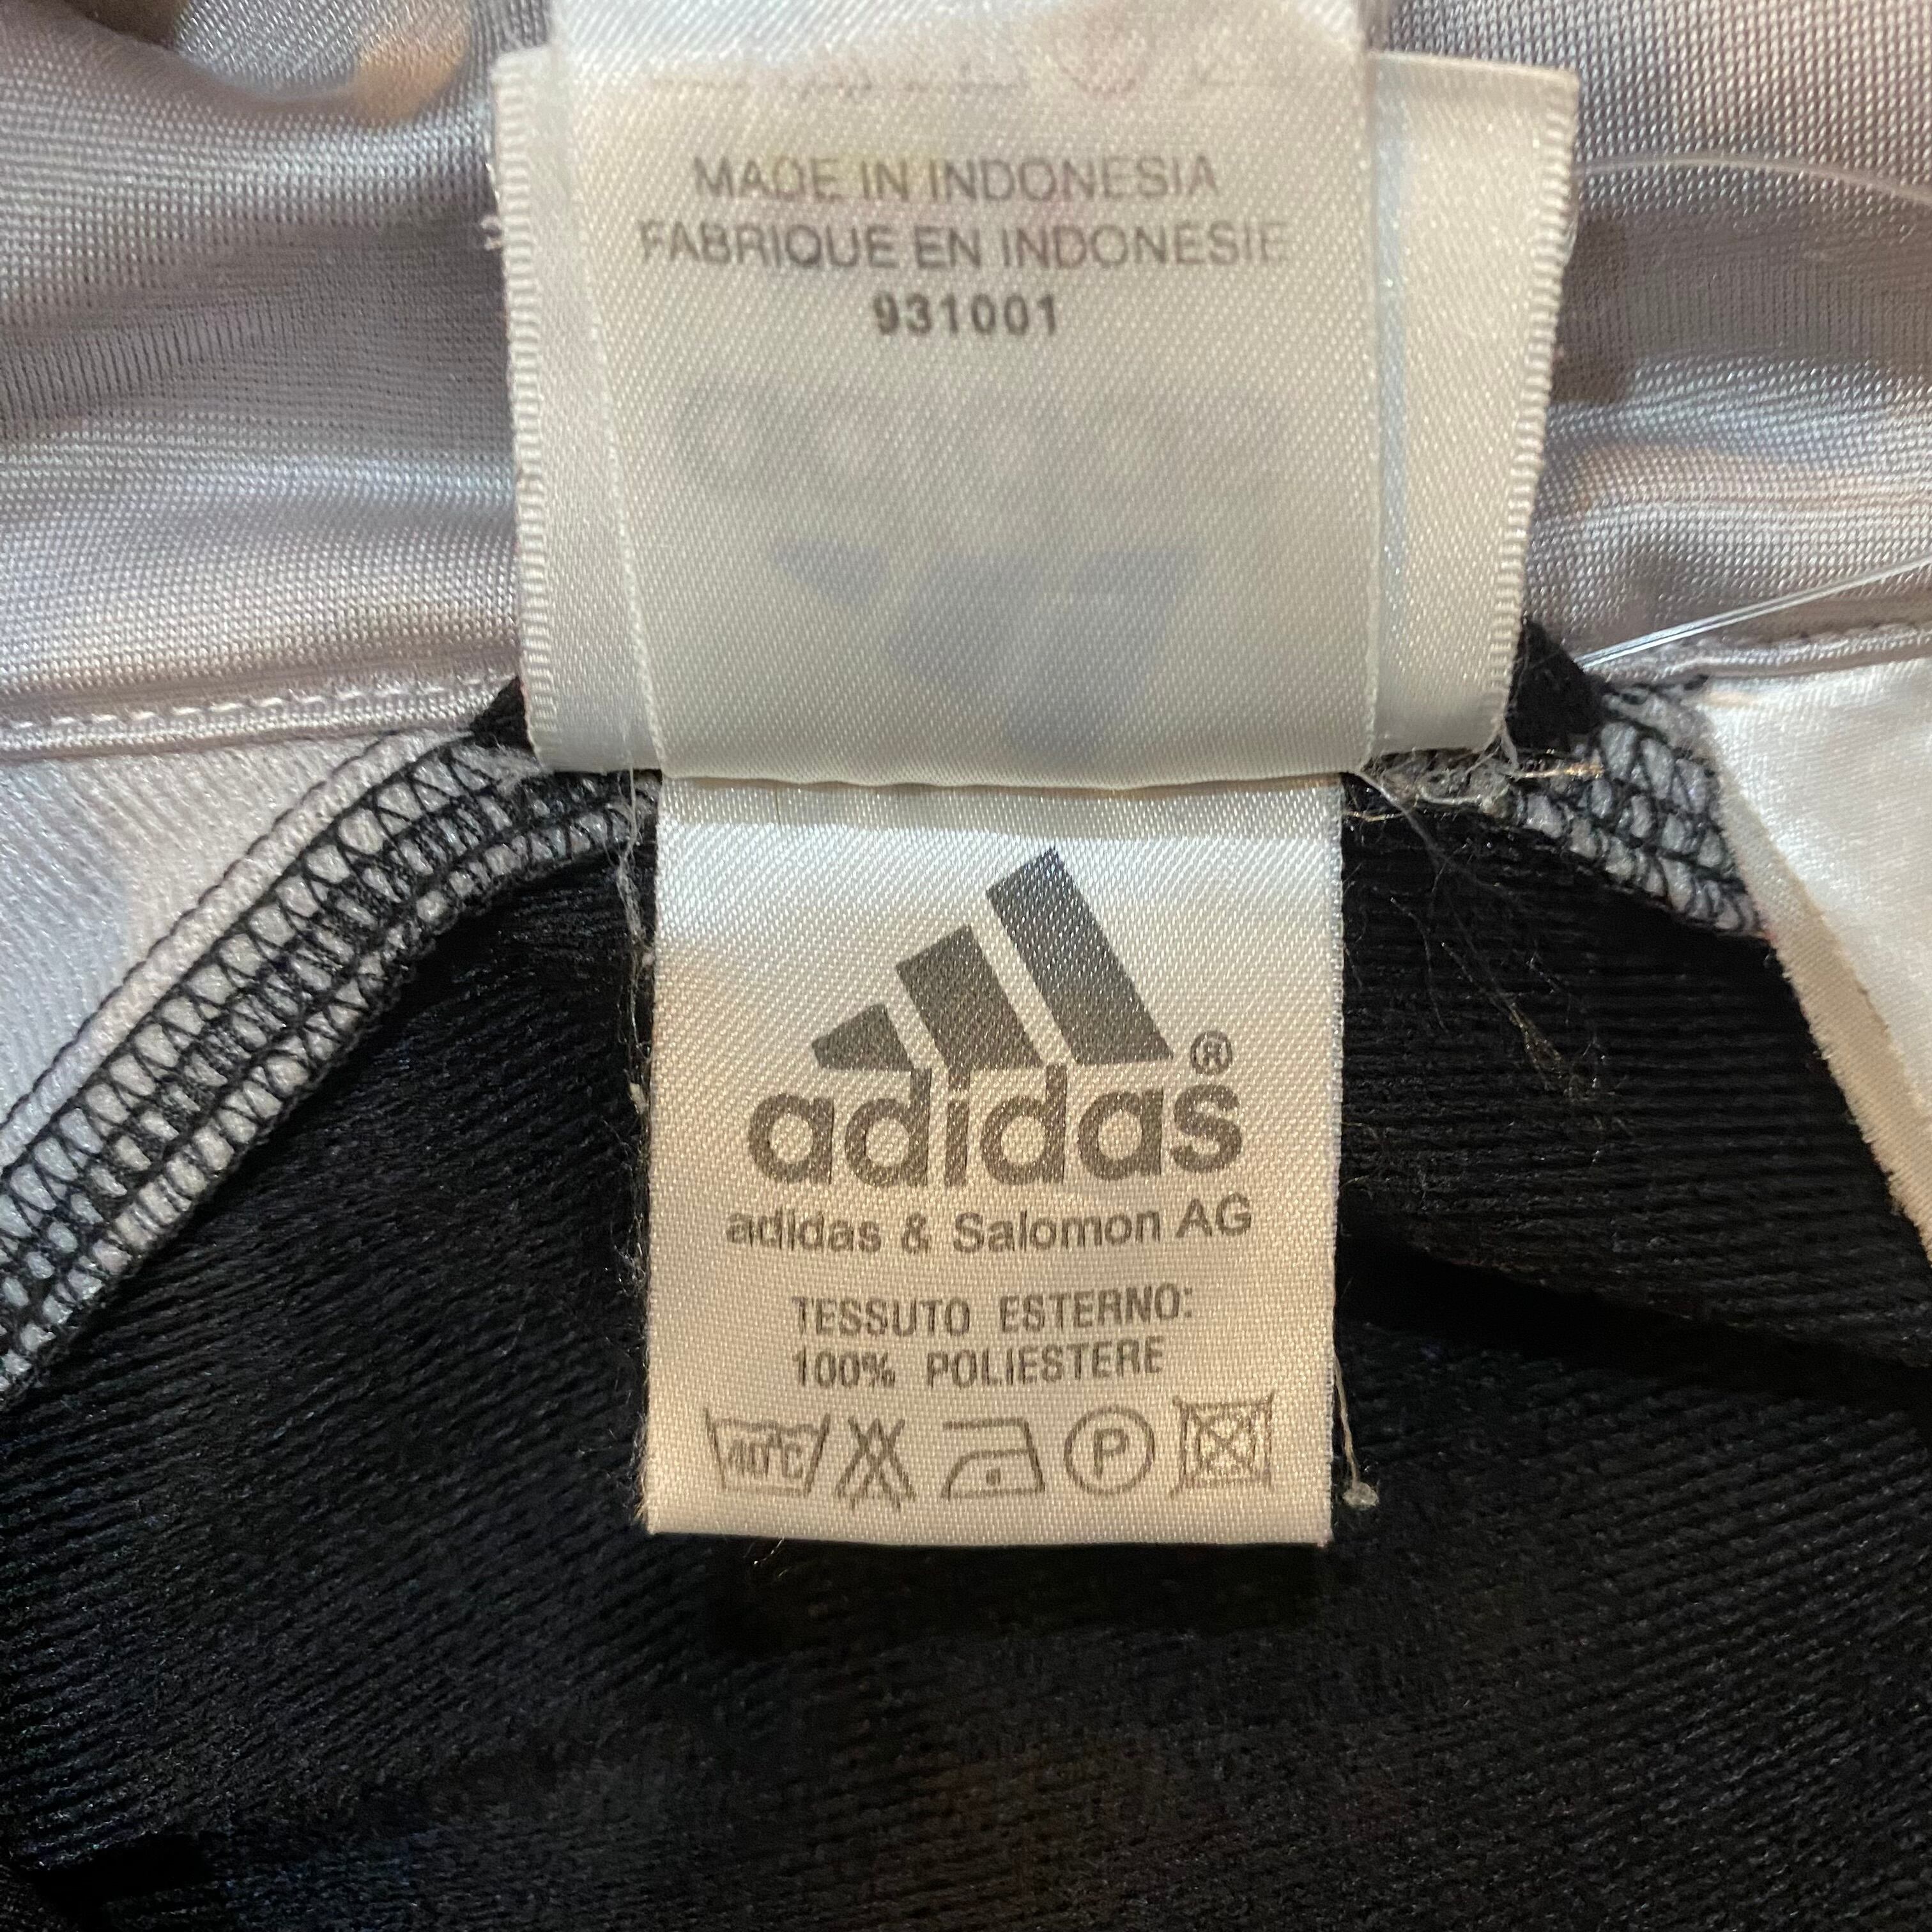 MADE IN INDONESIA
FABRIQUE EN INDONESIE
931001
adidas®
adidas & Salomon AG
TESSUTO ESTERNO:
100% POLIESTERE
40°C
P